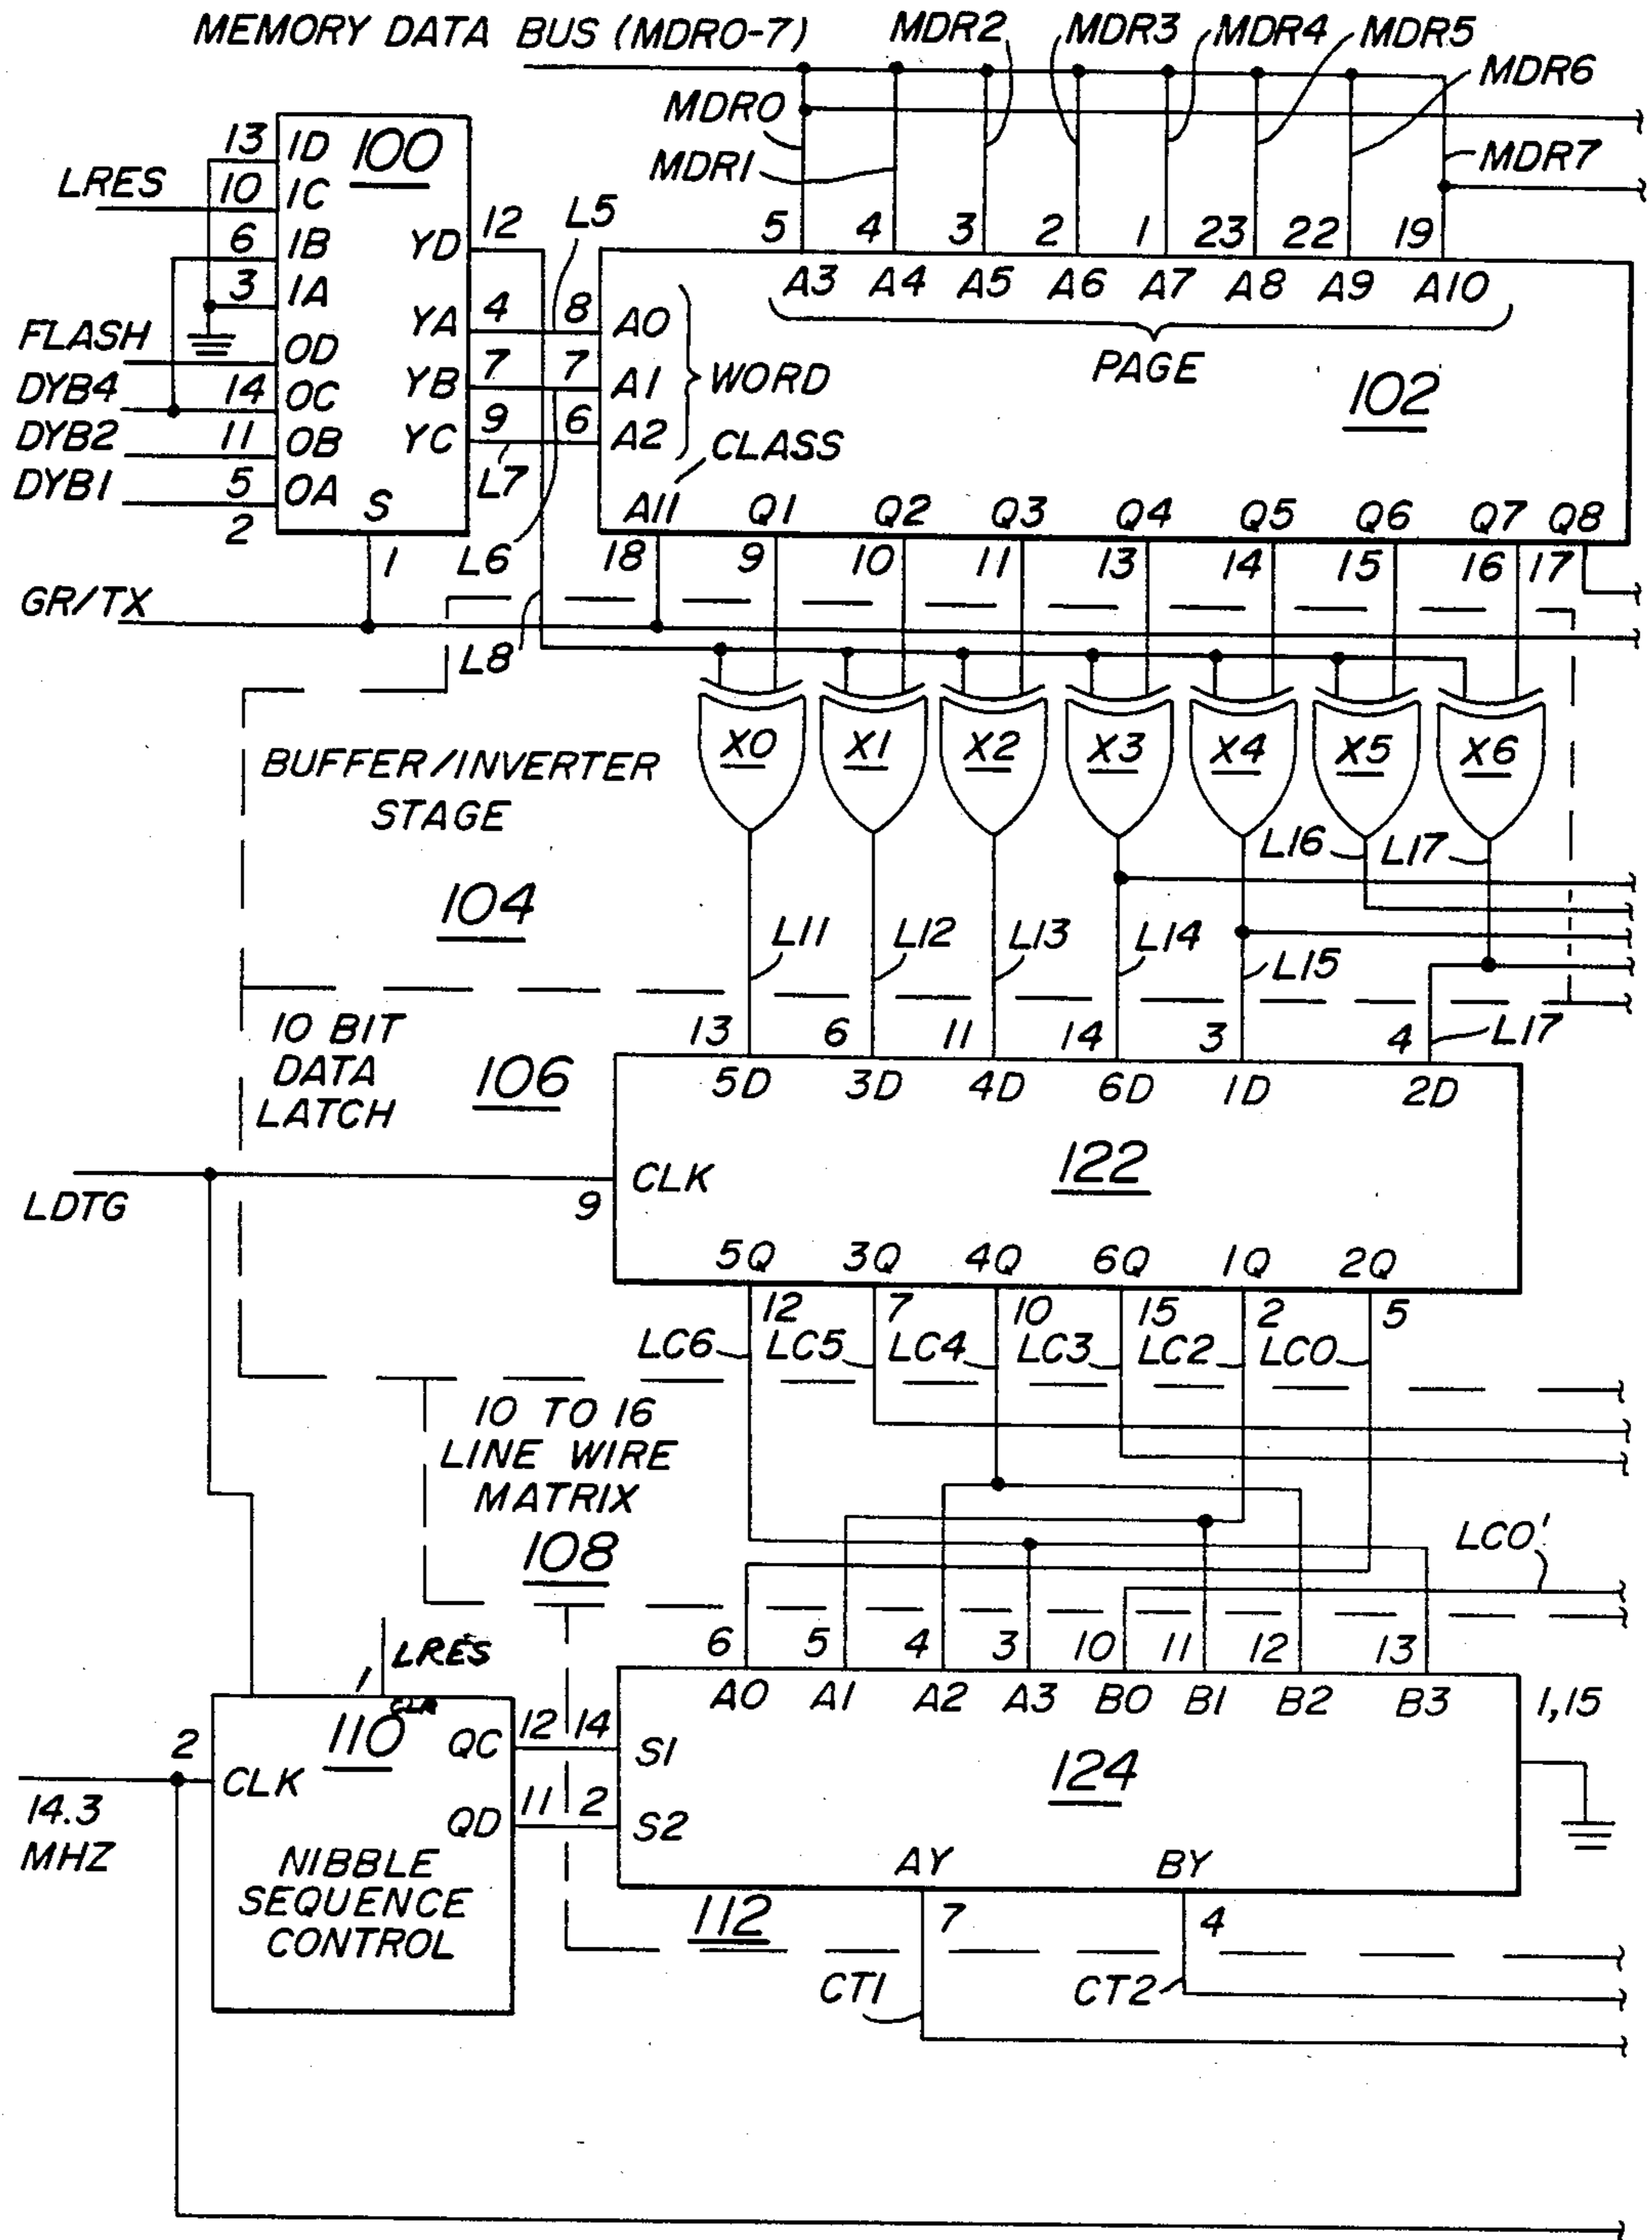 MEMORY DATA BUS (MDR0-7)
MDR2
MDR3
MDR4
MDR5
MDR6
MDR0
MDR1
MDR7
13 1D 100
LRES 10 1C
6 1B YD 12
3 1A YA 4
FLASH 0D YB 7
DYB4 14 0C YC 9
DYB2 11 0B
DYB1 5 0A
2 S
1
L5
8 A0
7 A1
6 A2
WORD
CLASS
L7
L6
5 4 3 2 1 23 22 19
A3 A4 A5 A6 A7 A8 A9 A10
PAGE
102
A11 Q1 Q2 Q3 Q4 Q5 Q6 Q7 Q8
18 9 10 11 13 14 15 16 17
GR/TX
L8
X0 X1 X2 X3 X4 X5 X6
BUFFER/INVERTER
STAGE
104
L16 L17
L11 L12 L13 L14 L15
L17
10 BIT
DATA
LATCH
106
13 6 11 14 3 4
5D 3D 4D 6D 1D 2D
122
LDTG
9 CLK
5Q 3Q 4Q 6Q 1Q 2Q
12 7 10 15 2 5
LC6 LC5 LC4 LC3 LC2 LC0
10 TO 16
LINE WIRE
MATRIX
108
LC0'
6 5 4 3 10 11 12 13
A0 A1 A2 A3 B0 B1 B2 B3
1,15
LRES
1
CLR
110
2 CLK
14.3
MHZ
QC 12 14 S1
QD 11 2 S2
124
NIBBLE
SEQUENCE
CONTROL
AY BY
112
7 4
CT1 CT2